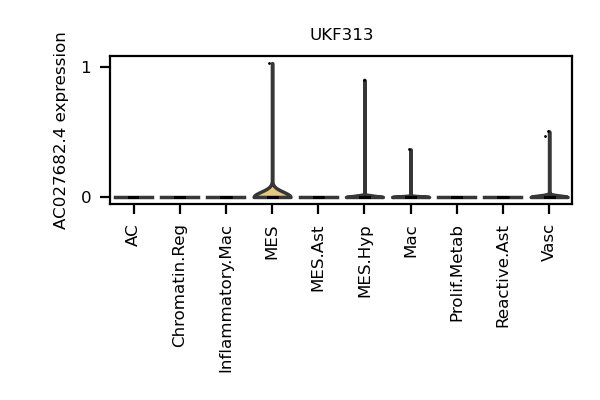 UKF313
AC027682.4 expression
1
0
AC
Chromatin.Reg
Inflammatory.Mac
MES
MES.Ast
MES.Hyp
Mac
Prolif.Metab
Reactive.Ast
Vasc